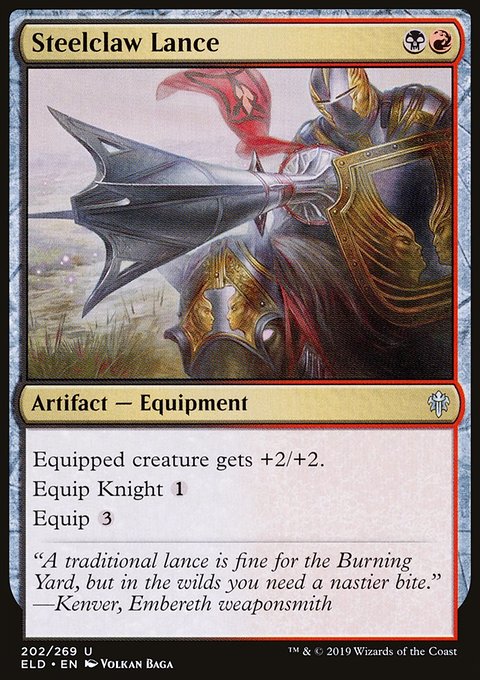 Steelclaw Lance
Artifact — Equipment
Equipped creature gets +2/+2.
Equip Knight 1
Equip 3
“A traditional lance is fine for the Burning
Yard, but in the wilds you need a nastier bite.”
—Kenver, Embereth weaponsmith
202/269 U
ELD • EN Volkan Baga
™ & © 2019 Wizards of the Coast